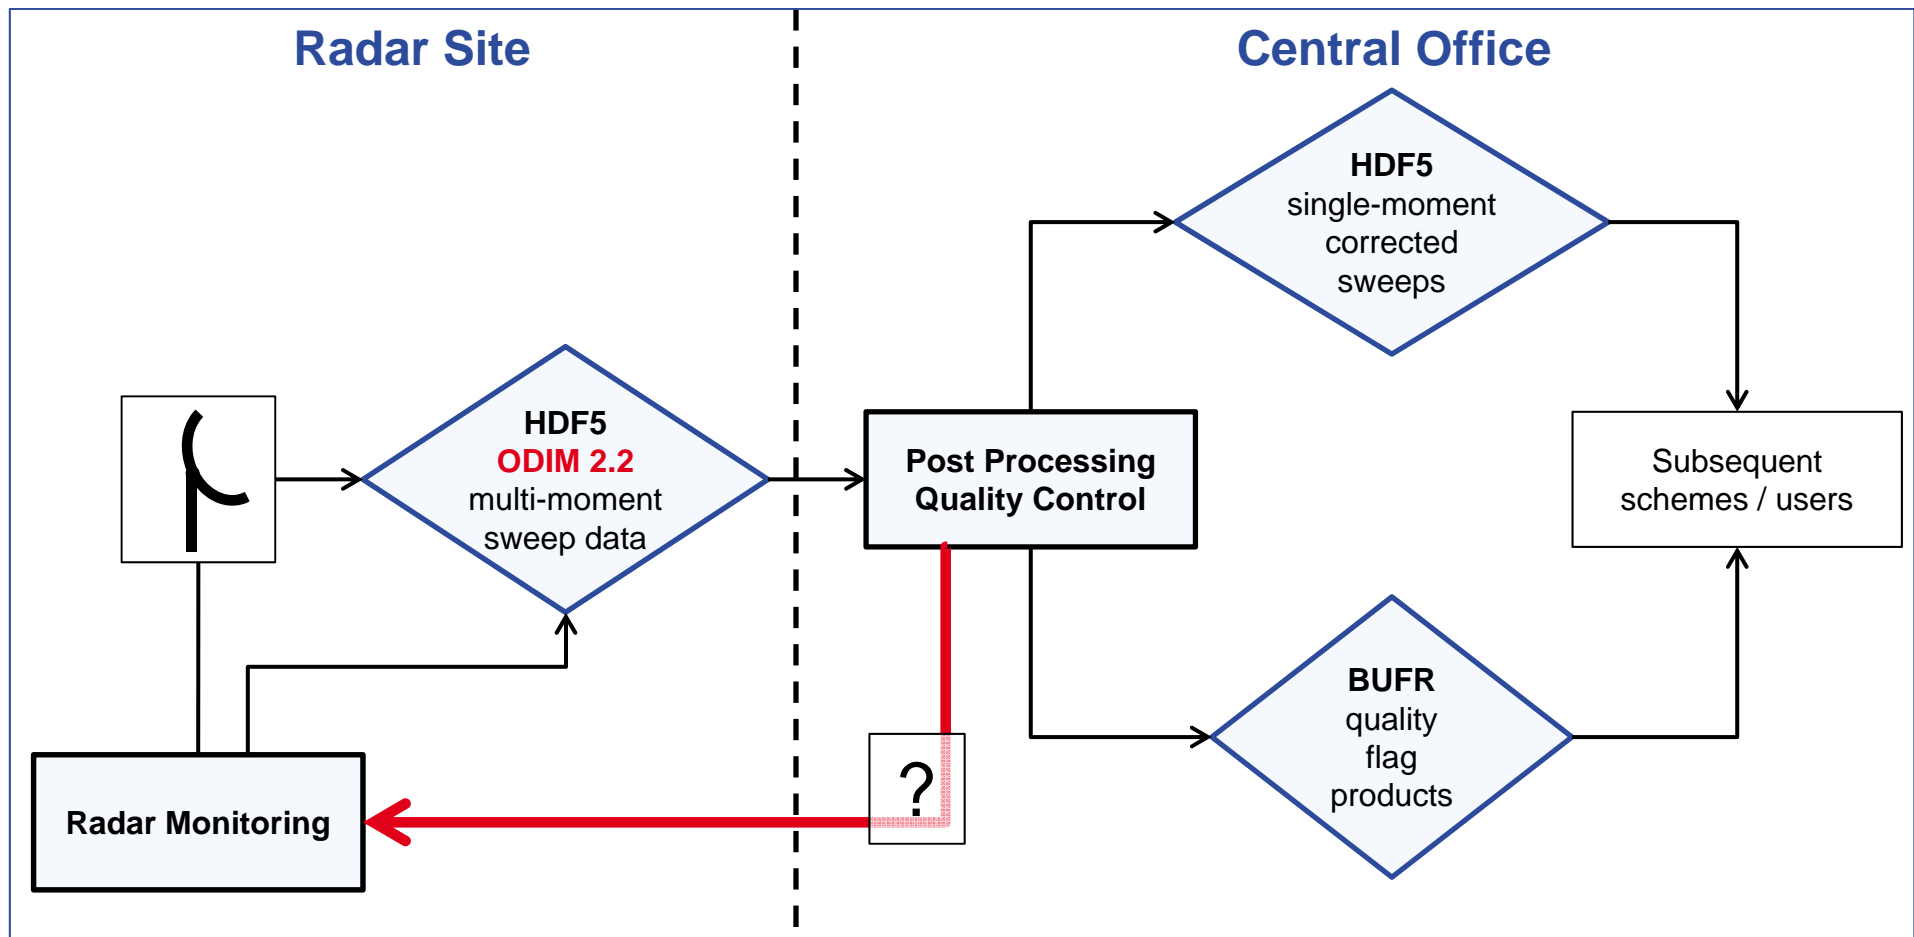 Radar Site
Central Office
HDF5
single-moment
corrected
sweeps
HDF5
ODIM 2.2
multi-moment
sweep data
Post Processing
Quality Control
Subsequent
schemes / users
BUFR
quality
flag
products
?
Radar Monitoring